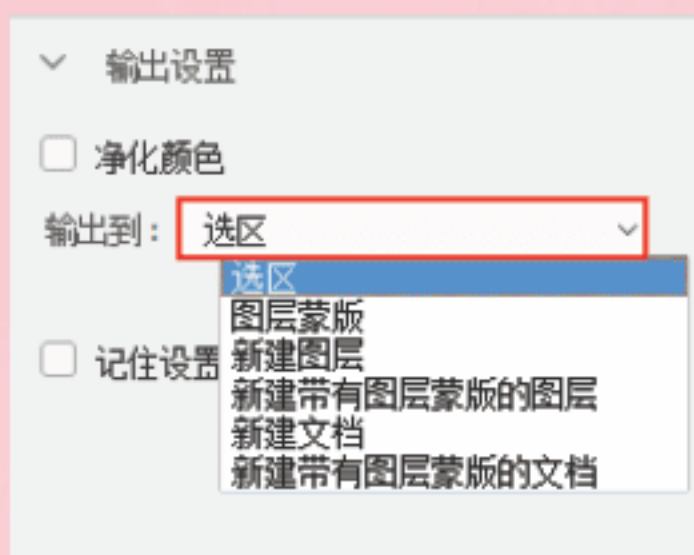 输出设置
净化颜色
输出到：选区
选区
图层蒙版
新建图层
记住设置
新建带有图层蒙版的图层
新建文档
新建带有图层蒙版的文档